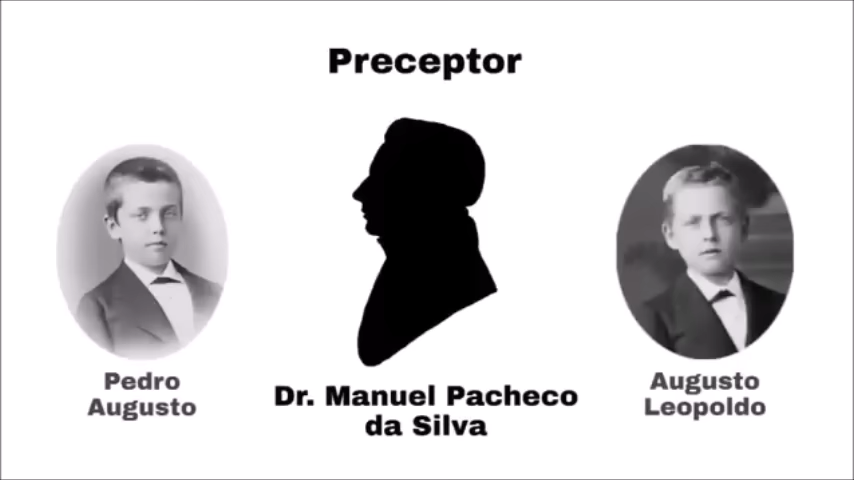 Preceptor
Pedro
Augusto
Dr. Manuel Pacheco
da Silva
Augusto
Leopoldo